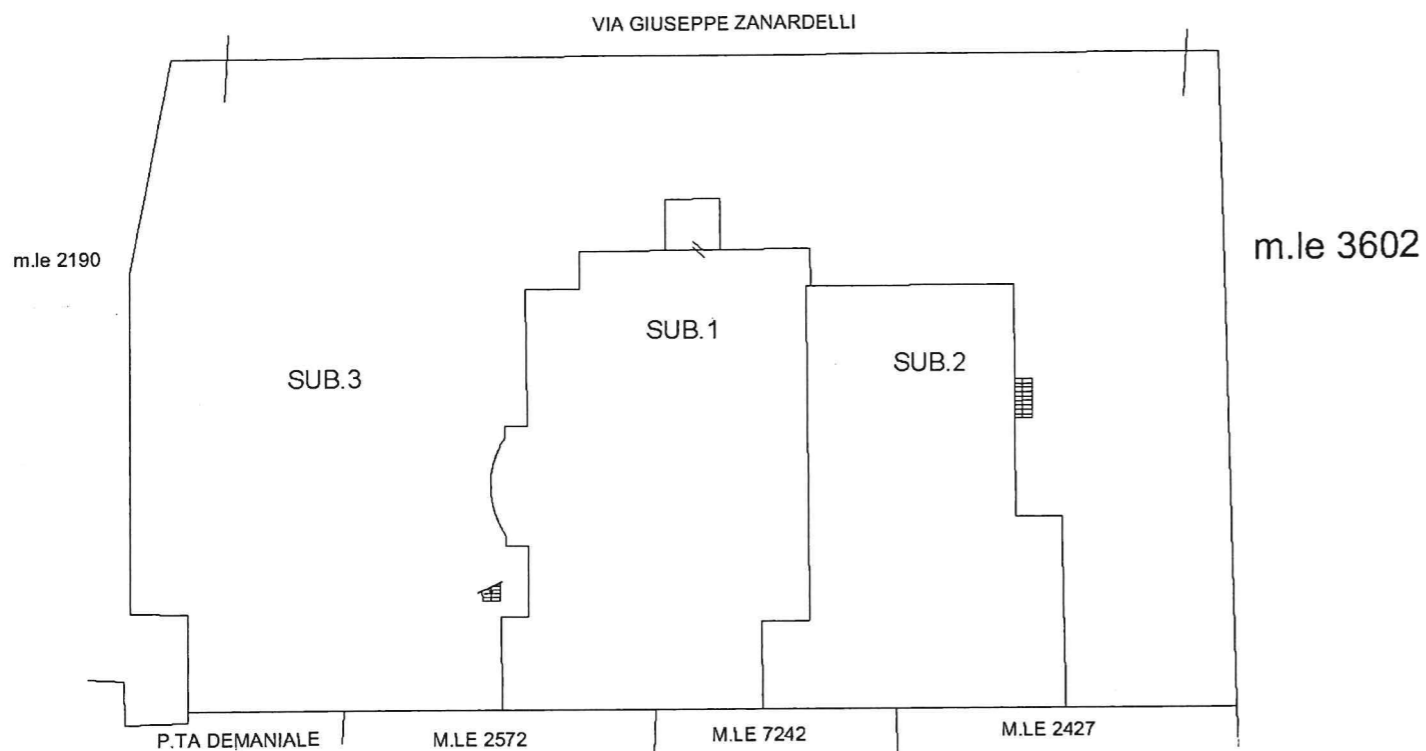 VIA GIUSEPPE ZANARDELLI
m.le 2190
m.le 3602
SUB.1
SUB.2
SUB.3
P.TA DEMANIALE
M.LE 2572
M.LE 7242
M.LE 2427